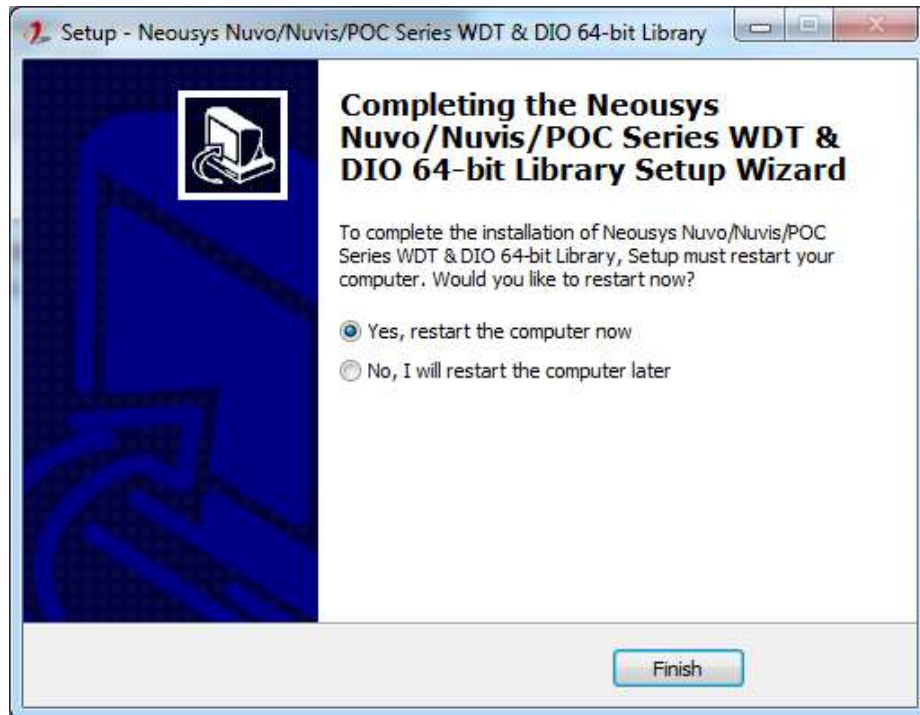 Setup - Neousys Nuvo/Nuvis/POC Series WDT & DIO 64-bit Library
Completing the Neousys
Nuvo/Nuvis/POC Series WDT &
DIO 64-bit Library Setup Wizard
To complete the installation of Neousys Nuvo/Nuvis/POC
Series WDT & DIO 64-bit Library, Setup must restart your
computer. Would you like to restart now?
Yes, restart the computer now
No, I will restart the computer later
Finish